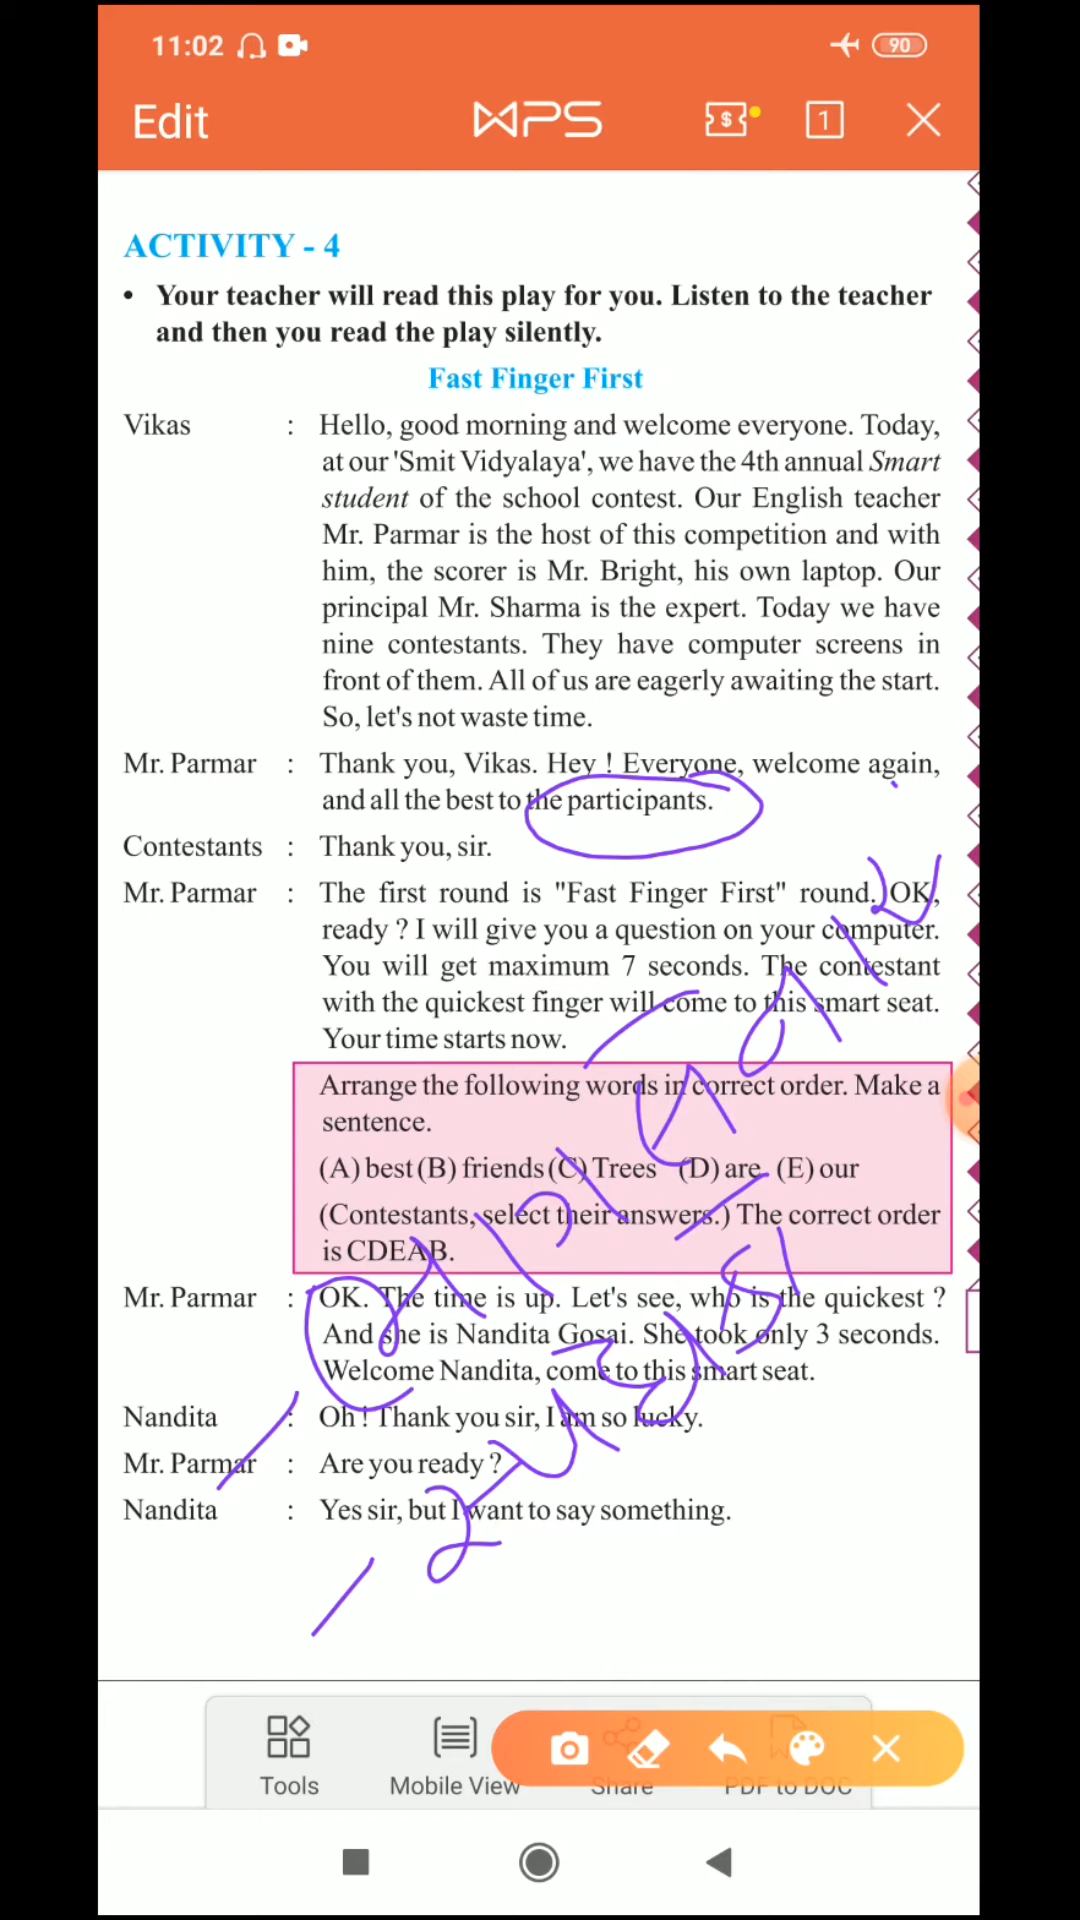 11:02
90
Edit
WPS
1
ACTIVITY - 4
• Your teacher will read this play for you. Listen to the teacher
and then you read the play silently.
Fast Finger First
Vikas : Hello, good morning and welcome everyone. Today,
at our 'Smit Vidyalaya', we have the 4th annual Smart
student of the school contest. Our English teacher
Mr. Parmar is the host of this competition and with
him, the scorer is Mr. Bright, his own laptop. Our
principal Mr. Sharma is the expert. Today we have
nine contestants. They have computer screens in
front of them. All of us are eagerly awaiting the start.
So, let's not waste time.
Mr. Parmar : Thank you, Vikas. Hey ! Everyone, welcome again,
and all the best to the participants.
Contestants : Thank you, sir.
Mr. Parmar : The first round is "Fast Finger First" round. OK,
ready ? I will give you a question on your computer.
You will get maximum 7 seconds. The contestant
with the quickest finger will come to this smart seat.
Your time starts now.
Arrange the following words in correct order. Make a
sentence.
(A) best (B) friends (C) Trees (D) are (E) our
(Contestants, select their answers.) The correct order
is CDEAB.
Mr. Parmar : OK. The time is up. Let's see, who is the quickest ?
And she is Nandita Gosai. She took only 3 seconds.
Welcome Nandita, come to this smart seat.
Nandita : Oh ! Thank you sir, I am so lucky.
Mr. Parmar : Are you ready ?
Nandita : Yes sir, but I want to say something.
Tools
Mobile View
Share
PDF to DOC